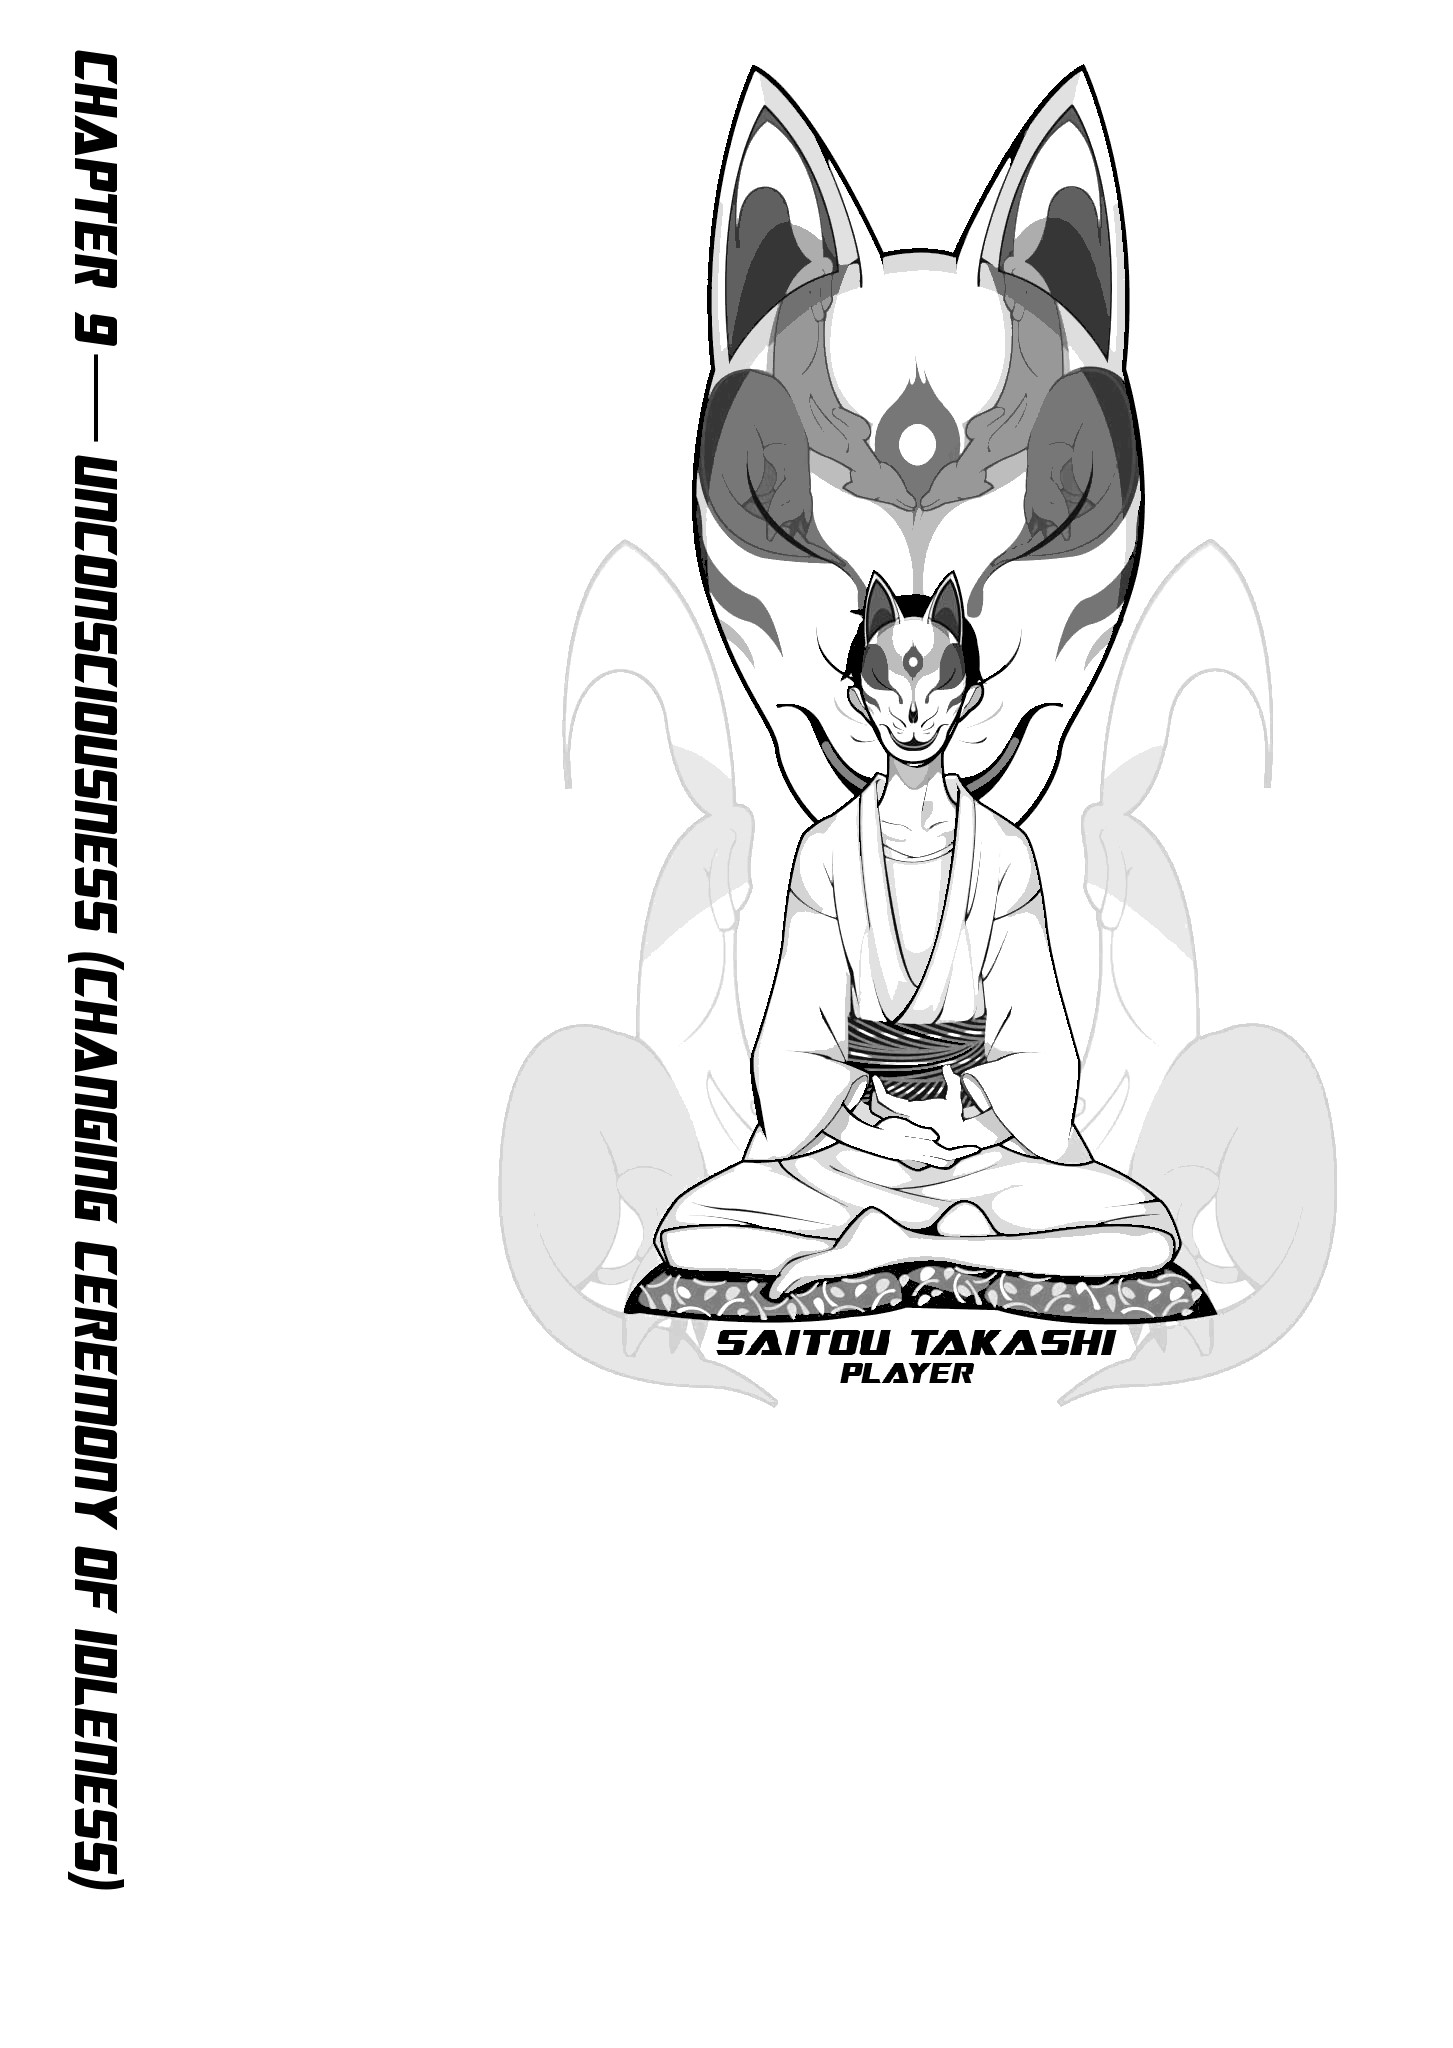 CHAPTER 9 — UNCONSCIOUSNESS (CHANGING CEREMONY OF IDLENESS)
SAITOU TAKASHI
PLAYER